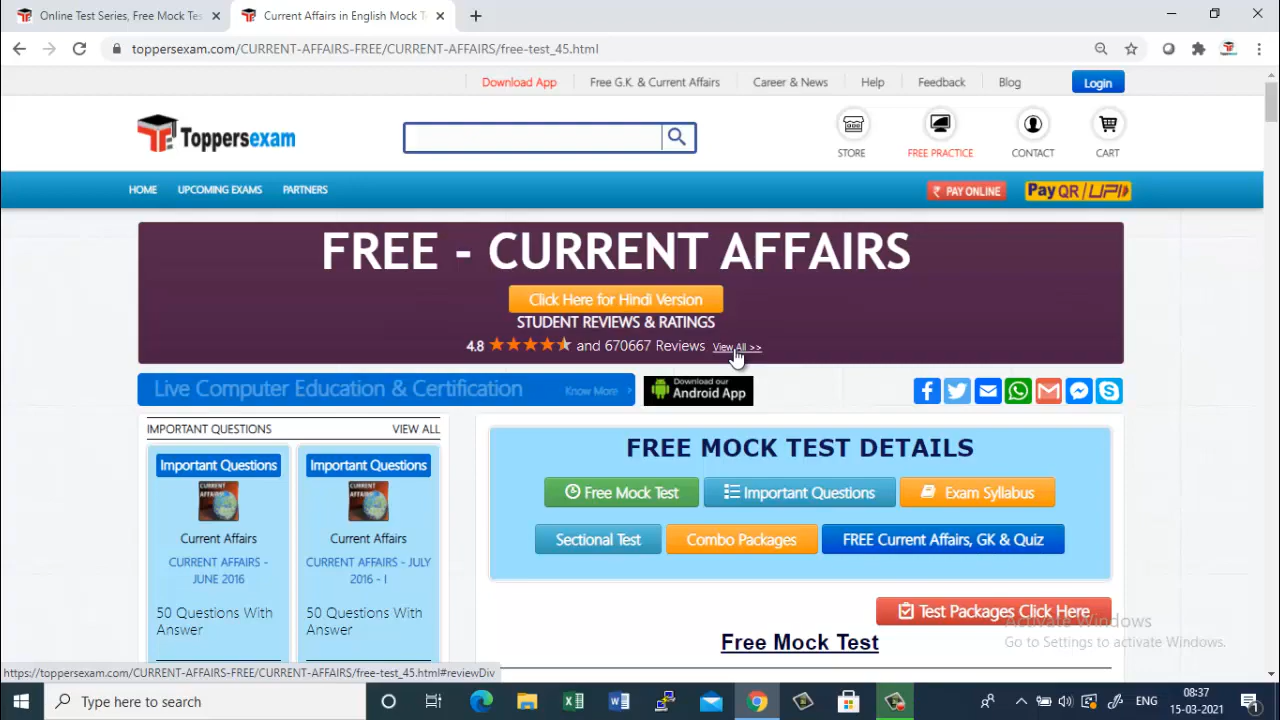 Online Test Series, Free Mock Tes
Current Affairs in English Mock T
toppersexam.com/CURRENT-AFFAIRS-FREE/CURRENT-AFFAIRS/free-test_45.html
Download App
Free G.K. & Current Affairs
Career & News
Help
Feedback
Blog
Login
Toppersexam
STORE
FREE PRACTICE
CONTACT
CART
HOME
UPCOMING EXAMS
PARTNERS
₹ PAY ONLINE
Pay QR / UPI
FREE - CURRENT AFFAIRS
Click Here for Hindi Version
STUDENT REVIEWS & RATINGS
4.8 and 670667 Reviews View All >>
Live Computer Education & Certification
Know More
Download our
Android App
IMPORTANT QUESTIONS
VIEW ALL
Important Questions
CURRENT
AFFAIRS
Current Affairs
CURRENT AFFAIRS -
JUNE 2016
50 Questions With
Answer
Important Questions
CURRENT
AFFAIRS
Current Affairs
CURRENT AFFAIRS - JULY
2016 - I
50 Questions With
Answer
FREE MOCK TEST DETAILS
Free Mock Test
Important Questions
Exam Syllabus
Sectional Test
Combo Packages
FREE Current Affairs, GK & Quiz
Test Packages Click Here
Free Mock Test
Activate Windows
Go to Settings to activate Windows.
https://toppersexam.com/CURRENT-AFFAIRS-FREE/CURRENT-AFFAIRS/free-test_45.html#reviewDiv
Type here to search
ENG
08:37
15-03-2021
1